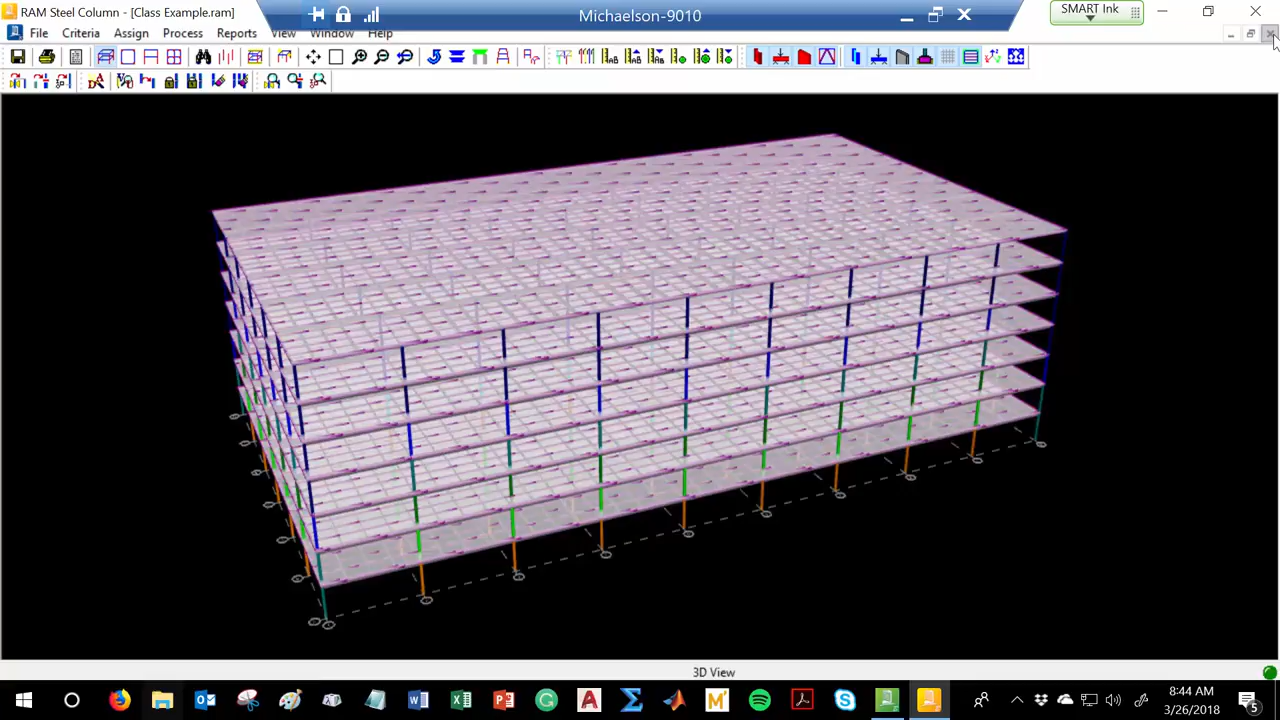 RAM Steel Column - [Class Example.ram]
Michaelson-9010
SMART Ink
File Criteria Assign Process Reports View Window Help
3D View
8:44 AM
3/26/2018
5